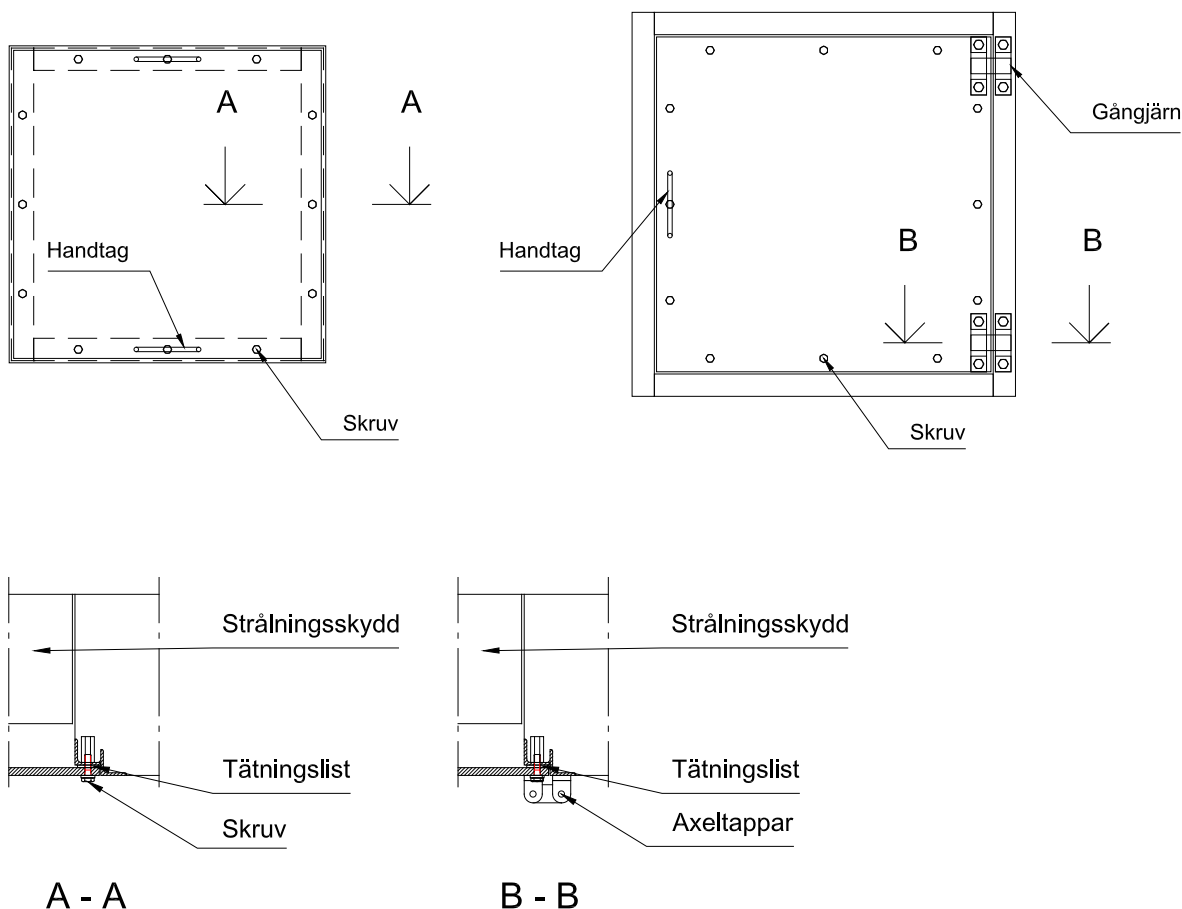 A
A
Handtag
Skruv
Gångjärn
Handtag
B
B
Skruv
Strålningsskydd
Tätningslist
Skruv
A - A
Strålningsskydd
Tätningslist
Axeltappar
B - B